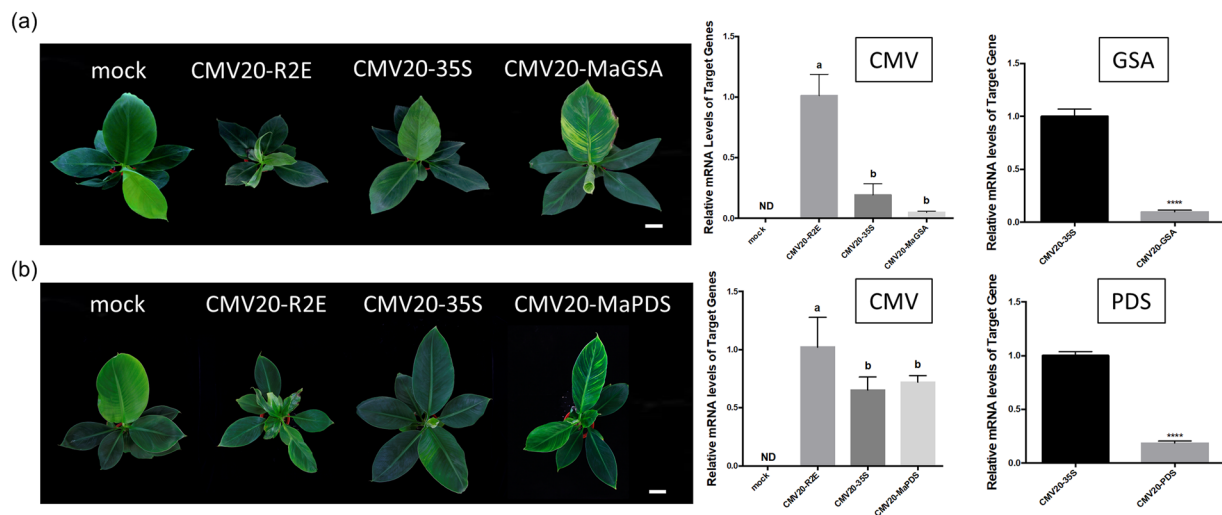 (a)
mock CMV20-R2E CMV20-35S CMV20-MaGSA
Relative mRNA Levels of Target Genes
1.5
1.0
0.5
0.0
CMV
a
b
b
ND
mock
CMV20-R2E
CMV20-35S
CMV20-MaGSA
Relative mRNA levels of Target Gene
1.5
1.0
0.5
0.0
GSA
****
CMV20-35S
CMV20-GSA
(b)
mock CMV20-R2E CMV20-35S CMV20-MaPDS
Relative mRNA Levels of Target Genes
1.5
1.0
0.5
0.0
CMV
a
b
b
ND
mock
CMV20-R2E
CMV20-35S
CMV20-MaPDS
Relative mRNA levels of Target Gene
1.5
1.0
0.5
0.0
PDS
****
CMV20-35S
CMV20-PDS